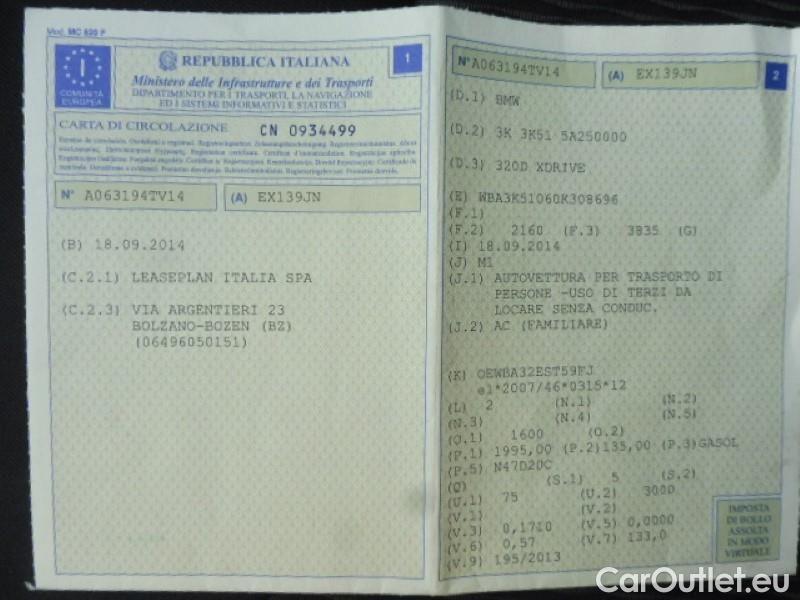 Mod. MC 820 F
I
COMUNITÀ
EUROPEA
REPUBBLICA ITALIANA
Ministero delle Infrastrutture e dei Trasporti
DIPARTIMENTO PER I TRASPORTI, LA NAVIGAZIONE
ED I SISTEMI INFORMATIVI E STATISTICI
1
CARTA DI CIRCOLAZIONE CN 0934499
N° A063194TV14 (A) EX139JN
(B) 18.09.2014
(C.2.1) LEASEPLAN ITALIA SPA
(C.2.3) VIA ARGENTIERI 23
BOLZANO-BOZEN (BZ)
(06496050151)
N° A063194TV14 (A) EX139JN
2
(D.1) BMW
(D.2) 3K 3K51 5A250000
(D.3) 320D XDRIVE
(E) WBA3K51060K308696
(F.1)
(F.2) 2160 (F.3) 3835 (G)
(I) 18.09.2014
(J) M1
(J.1) AUTOVETTURA PER TRASPORTO DI
PERSONE -USO DI TERZI DA
LOCARE SENZA CONDUC.
(J.2) AC (FAMILIARE)
(K) OEWBA32EST59FJ
e1*2007/46*0315*12
(L) 2 (N.1) (N.2)
(N.3) (N.4) (N.5)
(O.1) 1600 (O.2)
(P.1) 1995,00 (P.2)135,00 (P.3)GASOL
(P.5) N47D20C
(Q) (S.1) 5 (S.2)
(U.1) 75 (U.2) 3000
(V.1) (V.2)
(V.3) 0,1710 (V.5) 0,0000
(V.6) 0,57 (V.7) 133,0
(V.9) 195/2013
IMPOSTA
DI BOLLO
ASSOLTA
IN MODO
VIRTUALE
CarOutlet.eu